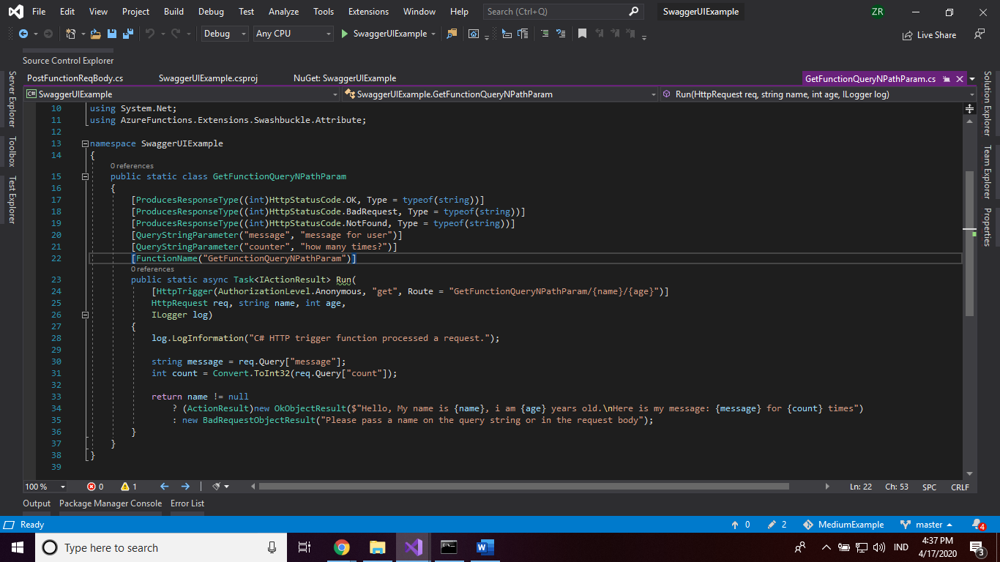 File Edit View Project Build Debug Test Analyze Tools Extensions Window Help Search (Ctrl+Q) SwaggerUIExample ZR
Debug Any CPU SwaggerUIExample Live Share
Source Control Explorer
PostFunctionReqBody.cs SwaggerUIExample.csproj NuGet: SwaggerUIExample GetFunctionQueryNPathParam.cs
C# SwaggerUIExample SwaggerUIExample.GetFunctionQueryNPathParam Run(HttpRequest req, string name, int age, ILogger log)
Server Explorer
Toolbox
Test Explorer
10 using System.Net;
11 using AzureFunctions.Extensions.Swashbuckle.Attribute;
12
13 namespace SwaggerUIExample
14 {
0 references
15 public static class GetFunctionQueryNPathParam
16 {
17 [ProducesResponseType((int)HttpStatusCode.OK, Type = typeof(string))]
18 [ProducesResponseType((int)HttpStatusCode.BadRequest, Type = typeof(string))]
19 [ProducesResponseType((int)HttpStatusCode.NotFound, Type = typeof(string))]
20 [QueryStringParameter("message", "message for user")]
21 [QueryStringParameter("counter", "how many times?")]
22 [FunctionName("GetFunctionQueryNPathParam")]
0 references
23 public static async Task<IActionResult> Run(
24 [HttpTrigger(AuthorizationLevel.Anonymous, "get", Route = "GetFunctionQueryNPathParam/{name}/{age}")]
25 HttpRequest req, string name, int age,
26 ILogger log)
27 {
28 log.LogInformation("C# HTTP trigger function processed a request.");
29
30 string message = req.Query["message"];
31 int count = Convert.ToInt32(req.Query["count"]);
32
33 return name != null
34 ? (ActionResult)new OkObjectResult($"Hello, My name is {name}, i am {age} years old.\nHere is my message: {message} for {count} times")
35 : new BadRequestObjectResult("Please pass a name on the query string or in the request body");
36 }
37 }
38 }
39
Solution Explorer
Team Explorer
Properties
100 % 0 1 Ln: 22 Ch: 53 SPC CRLF
Output Package Manager Console Error List
Ready 0 2 MediumExample master 4
Type here to search IND 4:37 PM
4/17/2020 3